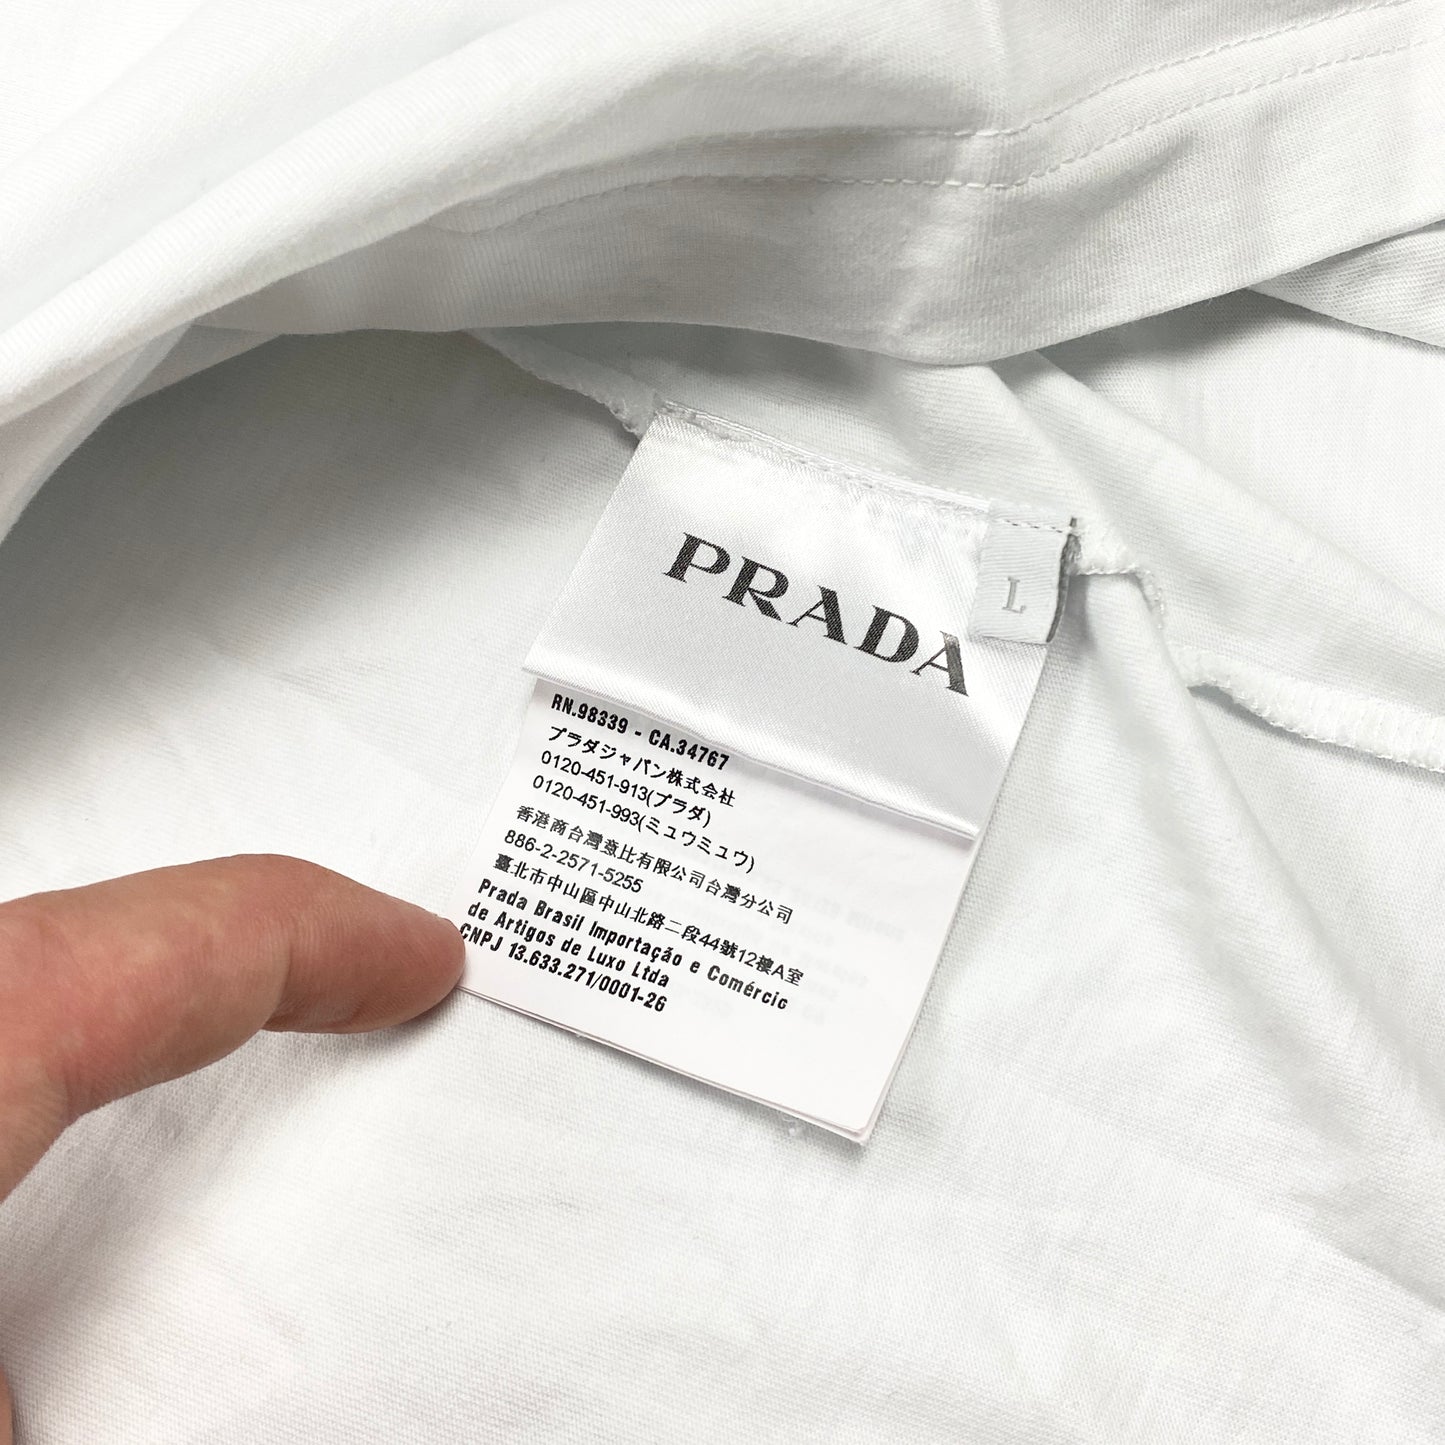 PRADA
L
RN.98339 - CA.34767
プラダジャパン株式会社
0120-451-913(プラダ)
0120-451-993(ミュウミュウ)
香港商台灣意比有限公司台灣分公司
886-2-2571-5255
臺北市中山區中山北路二段44號12樓A室
Prada Brasil Importação e Comércio
de Artigos de Luxo Ltda
CNPJ 13.633.271/0001-26